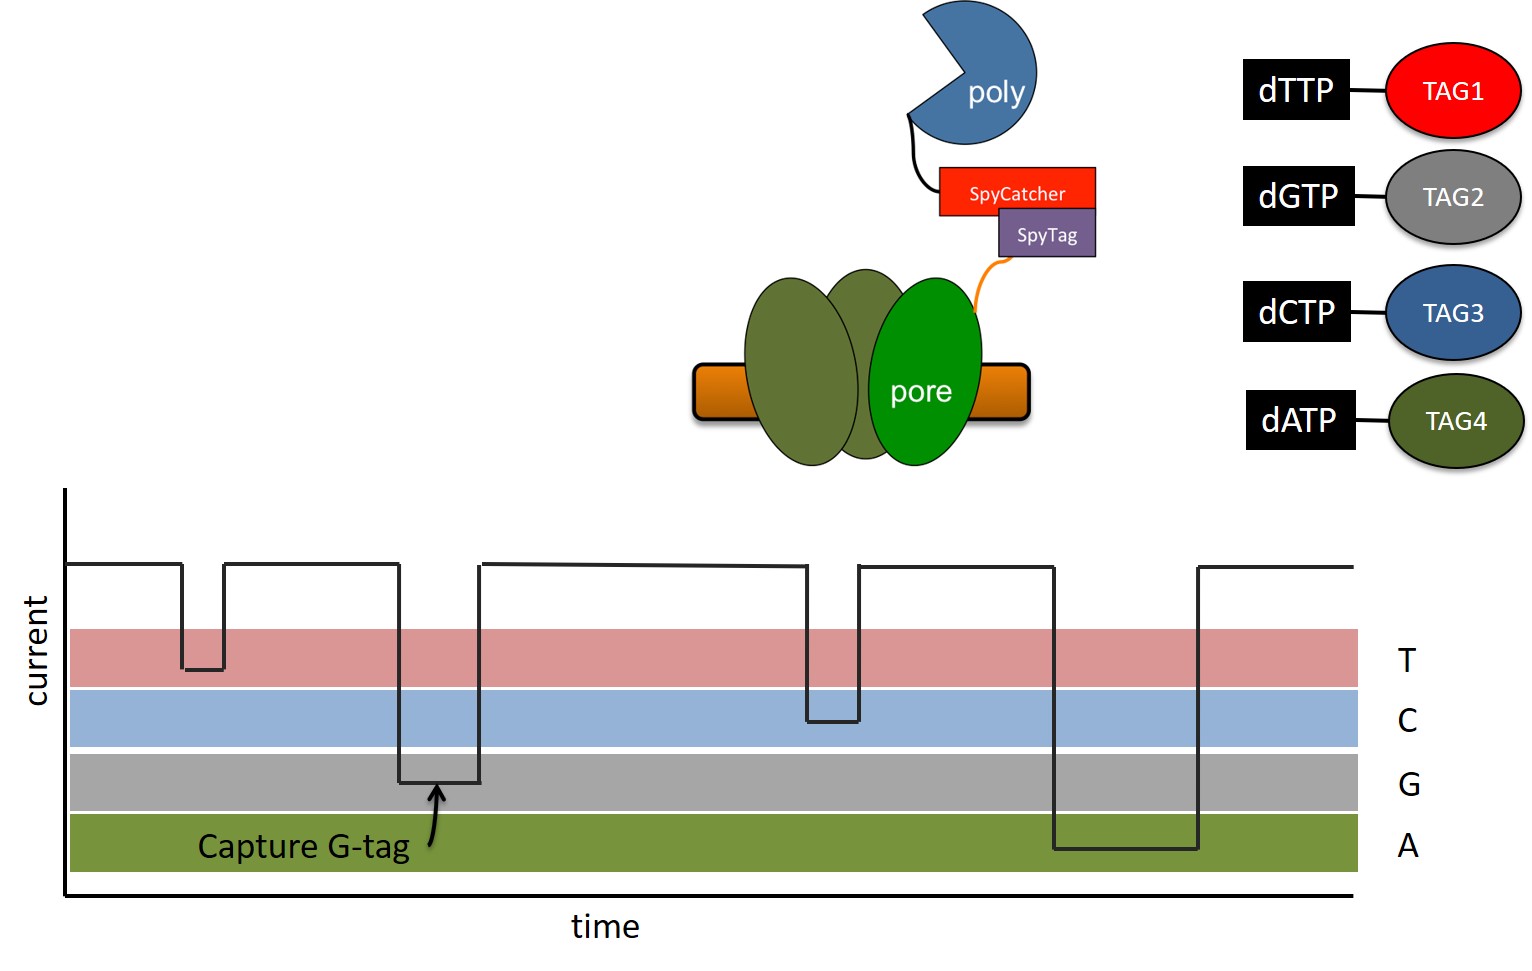 poly
SpyCatcher
SpyTag
pore
dTTP TAG1
dGTP TAG2
dCTP TAG3
dATP TAG4
current
T
C
G
A
Capture G-tag
time